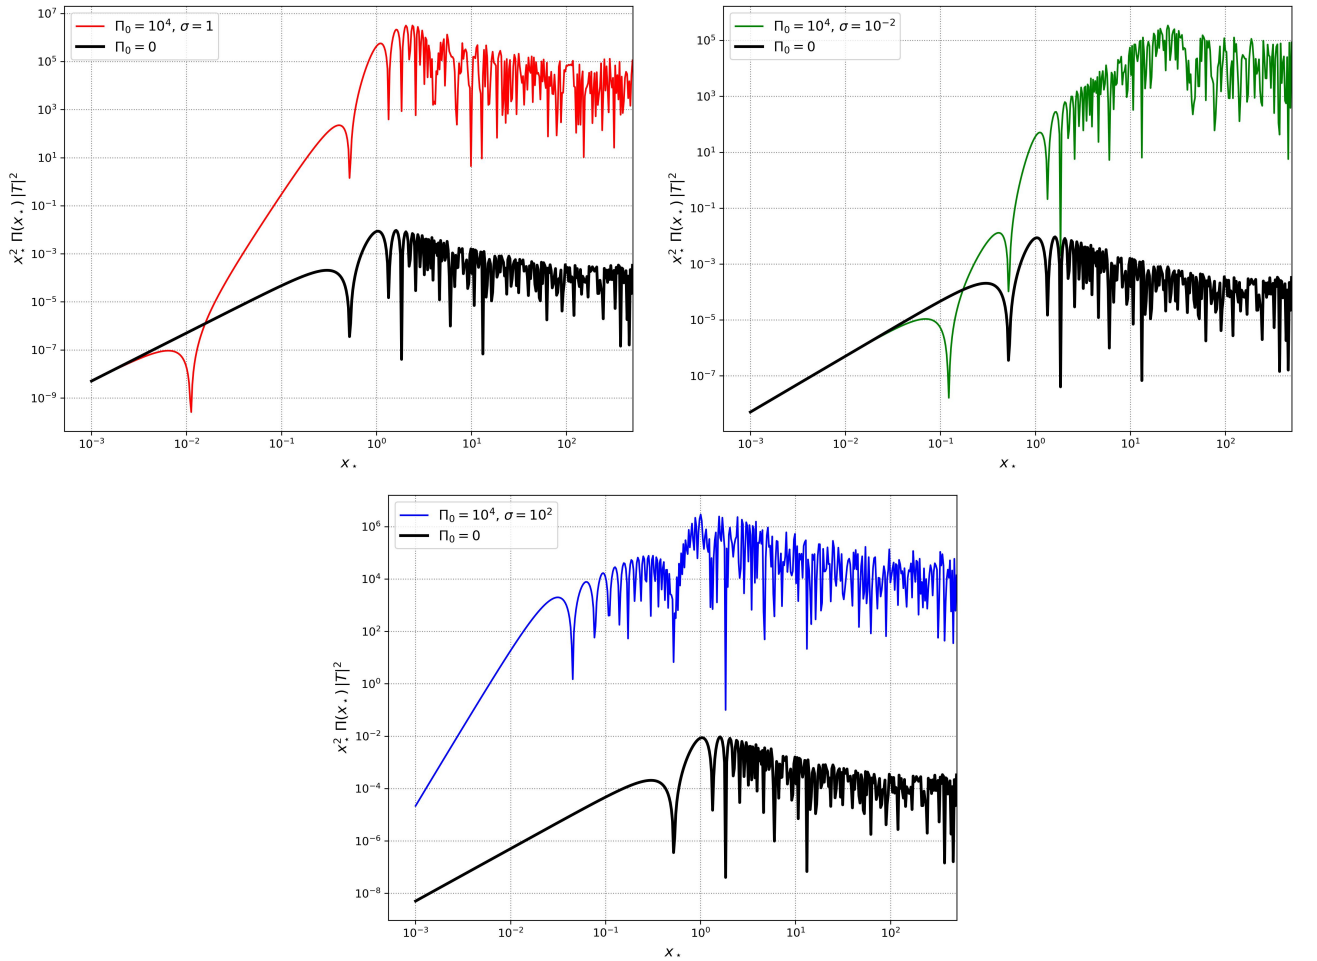 Π₀ = 10⁴, σ = 1
Π₀ = 0
10⁷
10⁵
10³
10¹
10⁻¹
10⁻³
10⁻⁵
10⁻⁷
10⁻⁹
x⋆² Π(x⋆) |T|²
10⁻³ 10⁻² 10⁻¹ 10⁰ 10¹ 10²
x⋆
Π₀ = 10⁴, σ = 10⁻²
Π₀ = 0
10⁵
10³
10¹
10⁻¹
10⁻³
10⁻⁵
10⁻⁷
x⋆² Π(x⋆) |T|²
10⁻³ 10⁻² 10⁻¹ 10⁰ 10¹ 10²
x⋆
Π₀ = 10⁴, σ = 10²
Π₀ = 0
10⁶
10⁴
10²
10⁰
10⁻²
10⁻⁴
10⁻⁶
10⁻⁸
x⋆² Π(x⋆) |T|²
10⁻³ 10⁻² 10⁻¹ 10⁰ 10¹ 10²
x⋆